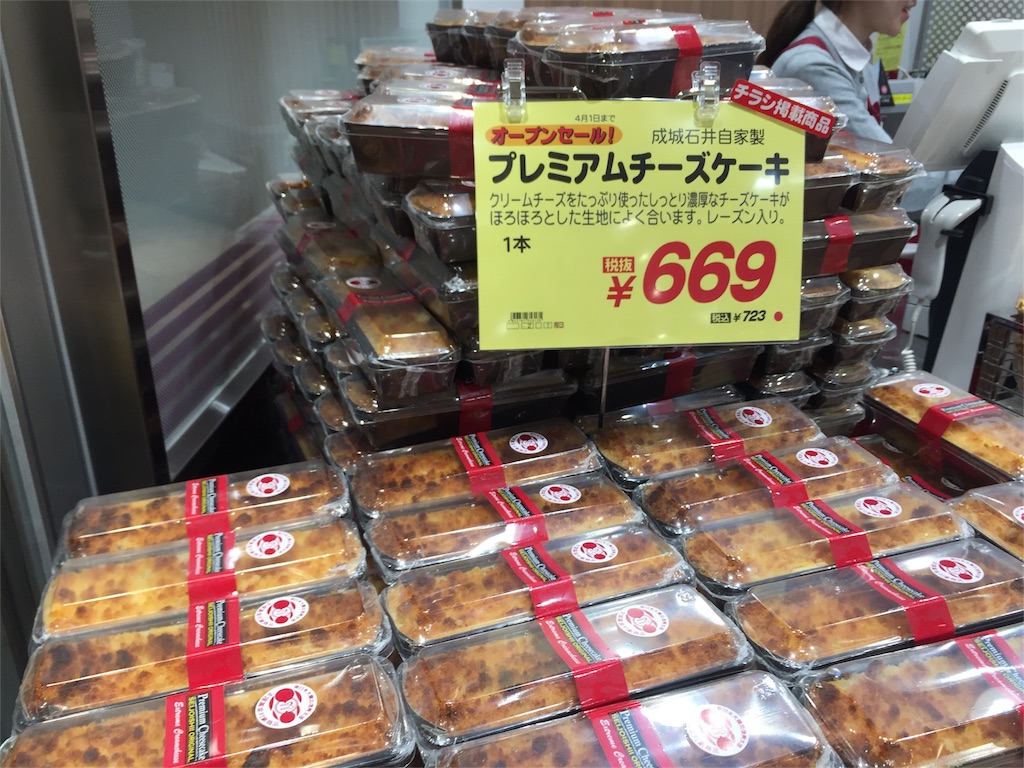 チラシ掲載商品
4月1日まで
オープンセール!
成城石井自家製
プレミアムチーズケーキ
クリームチーズをたっぷり使ったしっとり濃厚なチーズケーキが
ほろほろとした生地によく合います。レーズン入り。
1本
税抜
¥669
税込 ¥723
Premium Cheesecake
SEIJOISHII ORIGINAL
Extreme Creaminess